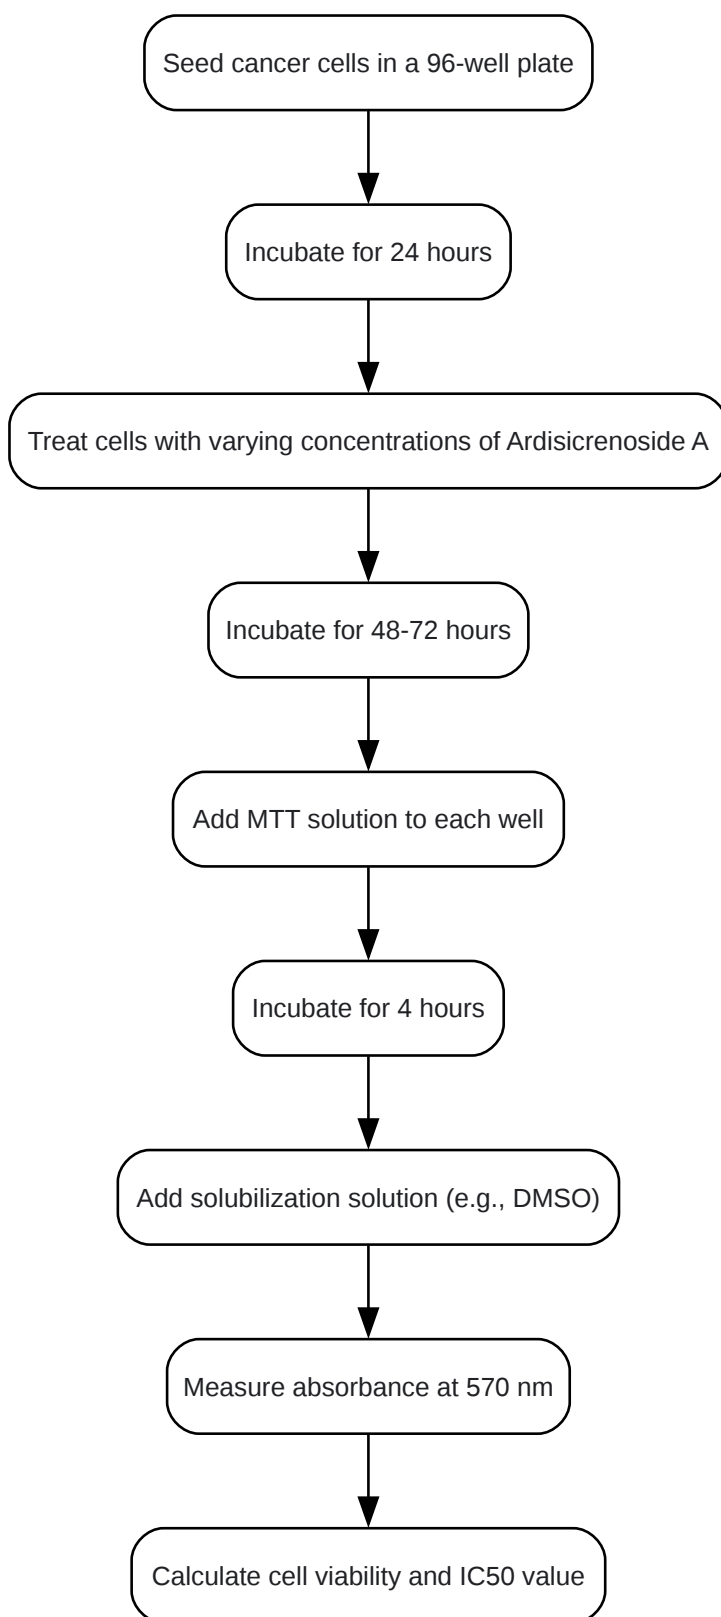 Seed cancer cells in a 96-well plate
Incubate for 24 hours
Treat cells with varying concentrations of Ardisicrenoside A
Incubate for 48-72 hours
Add MTT solution to each well
Incubate for 4 hours
Add solubilization solution (e.g., DMSO)
Measure absorbance at 570 nm
Calculate cell viability and IC50 value